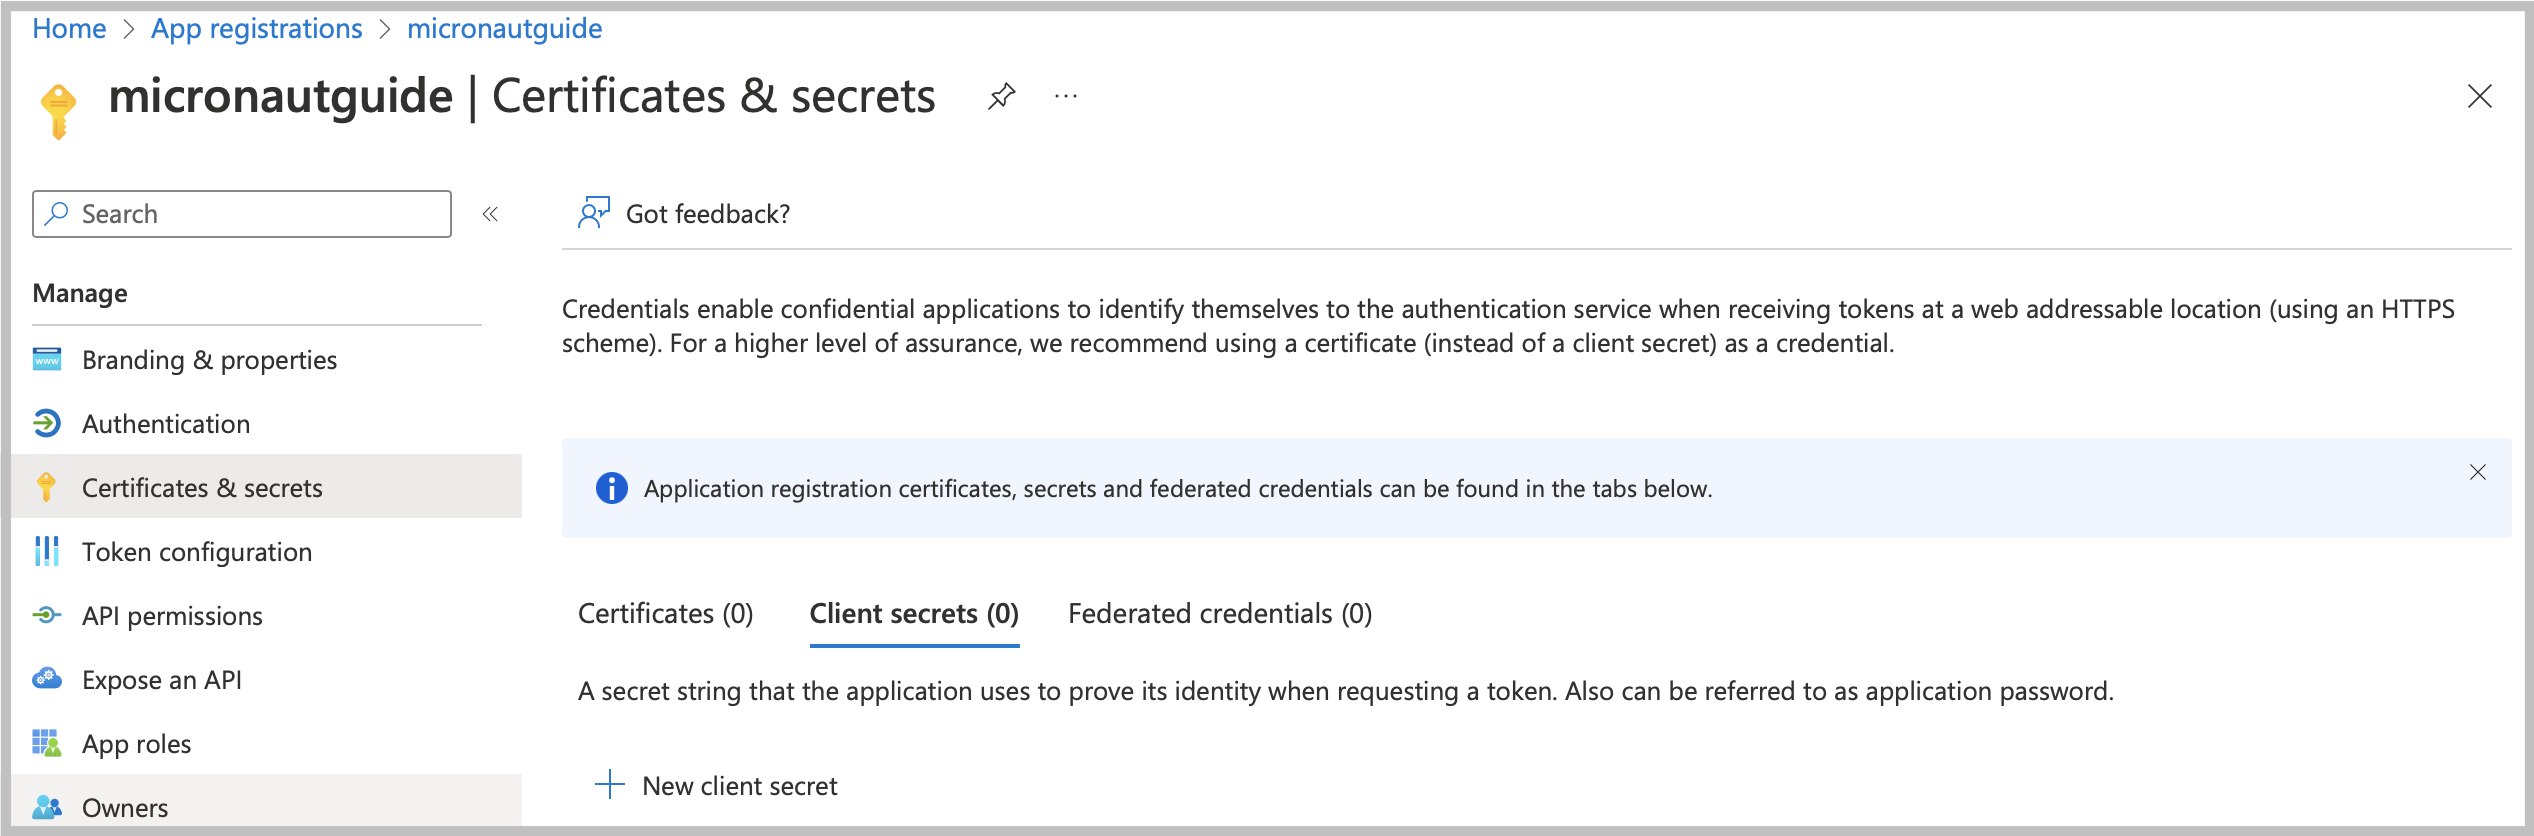 Home > App registrations > micronautguide
micronautguide | Certificates & secrets ...
Search «
Got feedback?
Manage
Branding & properties
Authentication
Certificates & secrets
Token configuration
API permissions
Expose an API
App roles
Owners
Credentials enable confidential applications to identify themselves to the authentication service when receiving tokens at a web addressable location (using an HTTPS
scheme). For a higher level of assurance, we recommend using a certificate (instead of a client secret) as a credential.
Application registration certificates, secrets and federated credentials can be found in the tabs below.
Certificates (0) Client secrets (0) Federated credentials (0)
A secret string that the application uses to prove its identity when requesting a token. Also can be referred to as application password.
New client secret